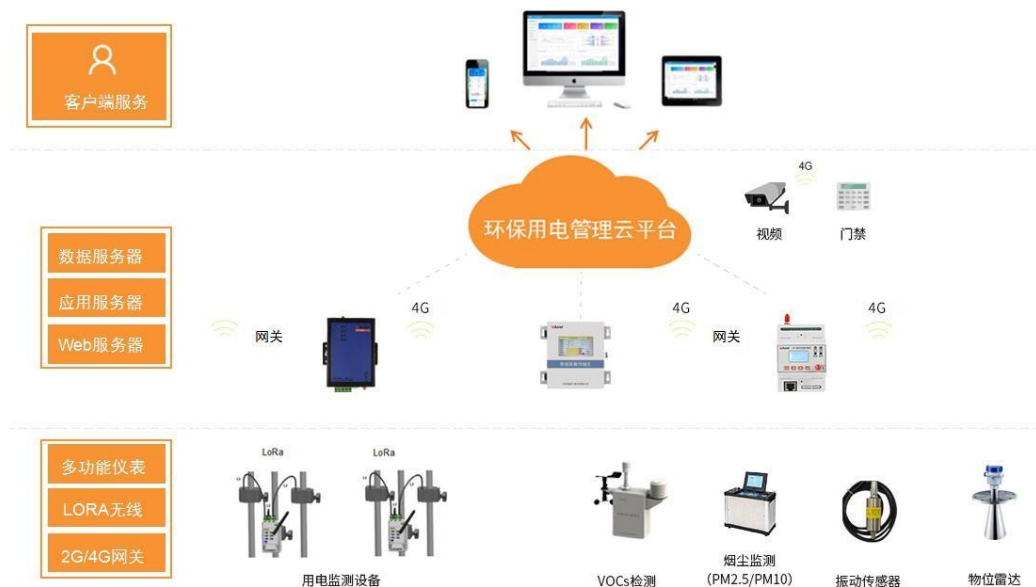 客户端服务
4G
环保用电管理云平台
视频
门禁
数据服务器
应用服务器
Web服务器
网关
4G
4G
网关
4G
多功能仪表
LORA无线
2G/4G网关
LoRa
LoRa
用电监测设备
VOCs检测
烟尘监测
(PM2.5/PM10)
振动传感器
物位雷达